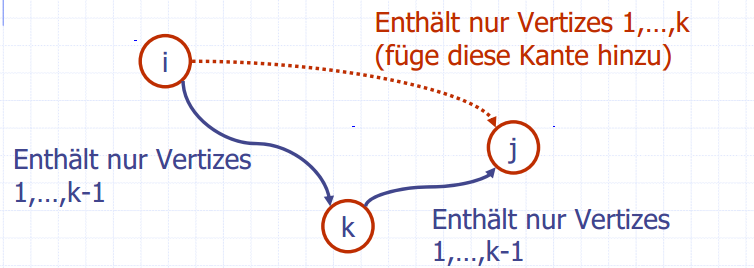 Enthält nur Vertizes 1,...,k
(füge diese Kante hinzu)
i
j
Enthält nur Vertizes
1,...,k-1
k
Enthält nur Vertizes
1,...,k-1